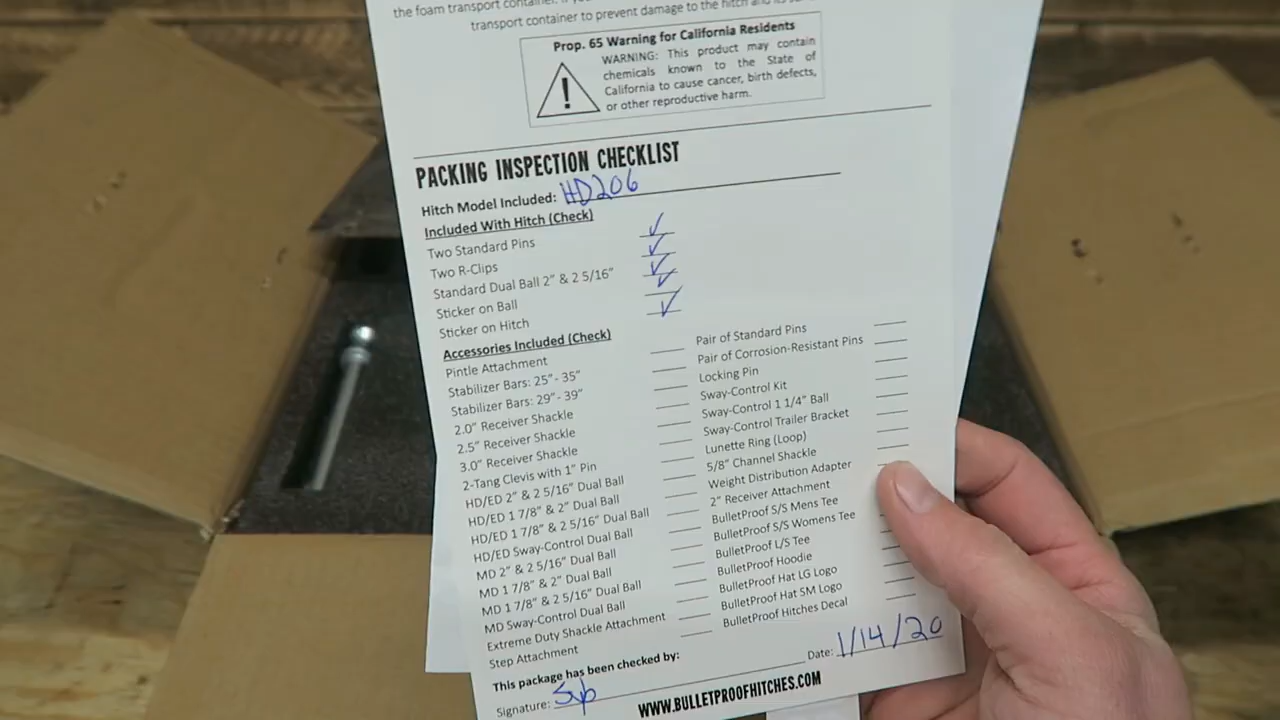 the foam transport container. If you
transport container to prevent damage to the hitch and its
Prop. 65 Warning for California Residents
WARNING: This product may contain
chemicals known to the State of
California to cause cancer, birth defects,
or other reproductive harm.
PACKING INSPECTION CHECKLIST
Hitch Model Included: HD206
Included With Hitch (Check)
Two Standard Pins
Two R-Clips
Standard Dual Ball 2" & 2 5/16"
Sticker on Ball
Sticker on Hitch
Accessories Included (Check)
Pintle Attachment
Stabilizer Bars: 25"- 35"
Stabilizer Bars: 29"- 39"
2.0" Receiver Shackle
2.5" Receiver Shackle
3.0" Receiver Shackle
2-Tang Clevis with 1" Pin
HD/ED 2" & 2 5/16" Dual Ball
HD/ED 1 7/8" & 2" Dual Ball
HD/ED 1 7/8" & 2 5/16" Dual Ball
HD/ED Sway-Control Dual Ball
MD 2" & 2 5/16" Dual Ball
MD 1 7/8" & 2" Dual Ball
MD 1 7/8" & 2 5/16" Dual Ball
MD Sway-Control Dual Ball
Extreme Duty Shackle Attachment
Step Attachment
Pair of Standard Pins
Pair of Corrosion-Resistant Pins
Locking Pin
Sway-Control Kit
Sway-Control 1 1/4" Ball
Sway-Control Trailer Bracket
Lunette Ring (Loop)
5/8" Channel Shackle
Weight Distribution Adapter
2" Receiver Attachment
BulletProof S/S Mens Tee
BulletProof S/S Womens Tee
BulletProof L/S Tee
BulletProof Hoodie
BulletProof Hat LG Logo
BulletProof Hat SM Logo
BulletProof Hitches Decal
This package has been checked by:
Signature:
Date: 1/14/20
WWW.BULLETPROOFHITCHES.COM